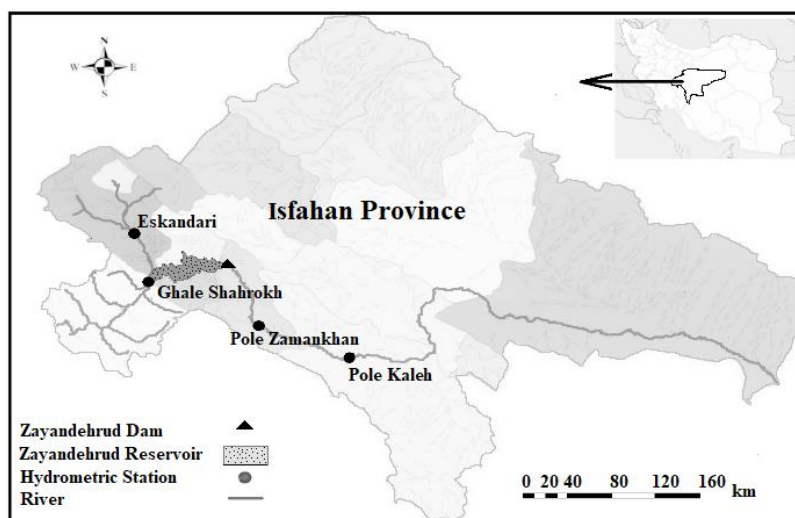 N
W E
S
Isfahan Province
Eskandari
Ghale Shahrokh
Pole Zamankhan
Pole Kaleh
Zayandehrud Dam
Zayandehrud Reservoir
Hydrometric Station
River
0 20 40 80 120 160
km